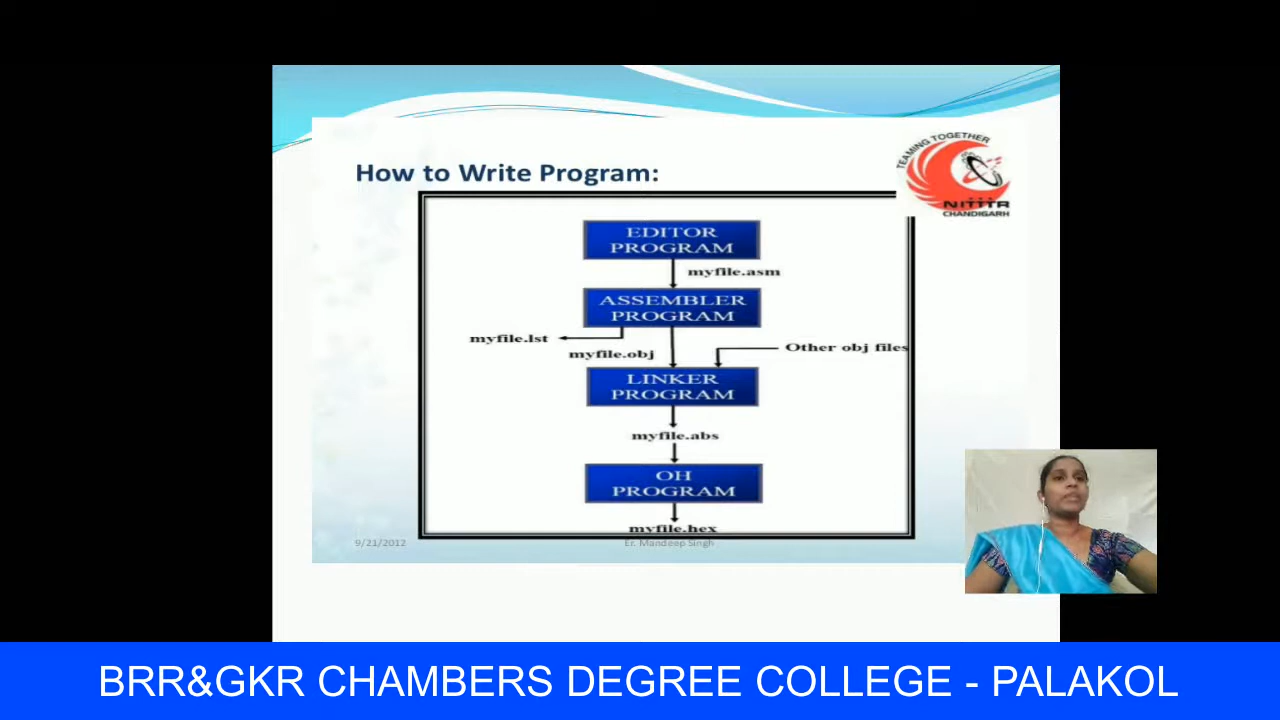 TEAMING TOGETHER
NITTTR
CHANDIGARH
How to Write Program:
EDITOR
PROGRAM
myfile.asm
ASSEMBLER
PROGRAM
myfile.lst
myfile.obj
Other obj files
LINKER
PROGRAM
myfile.abs
OH
PROGRAM
myfile.hex
9/21/2012
Er. Mandeep Singh
BRR&GKR CHAMBERS DEGREE COLLEGE - PALAKOL